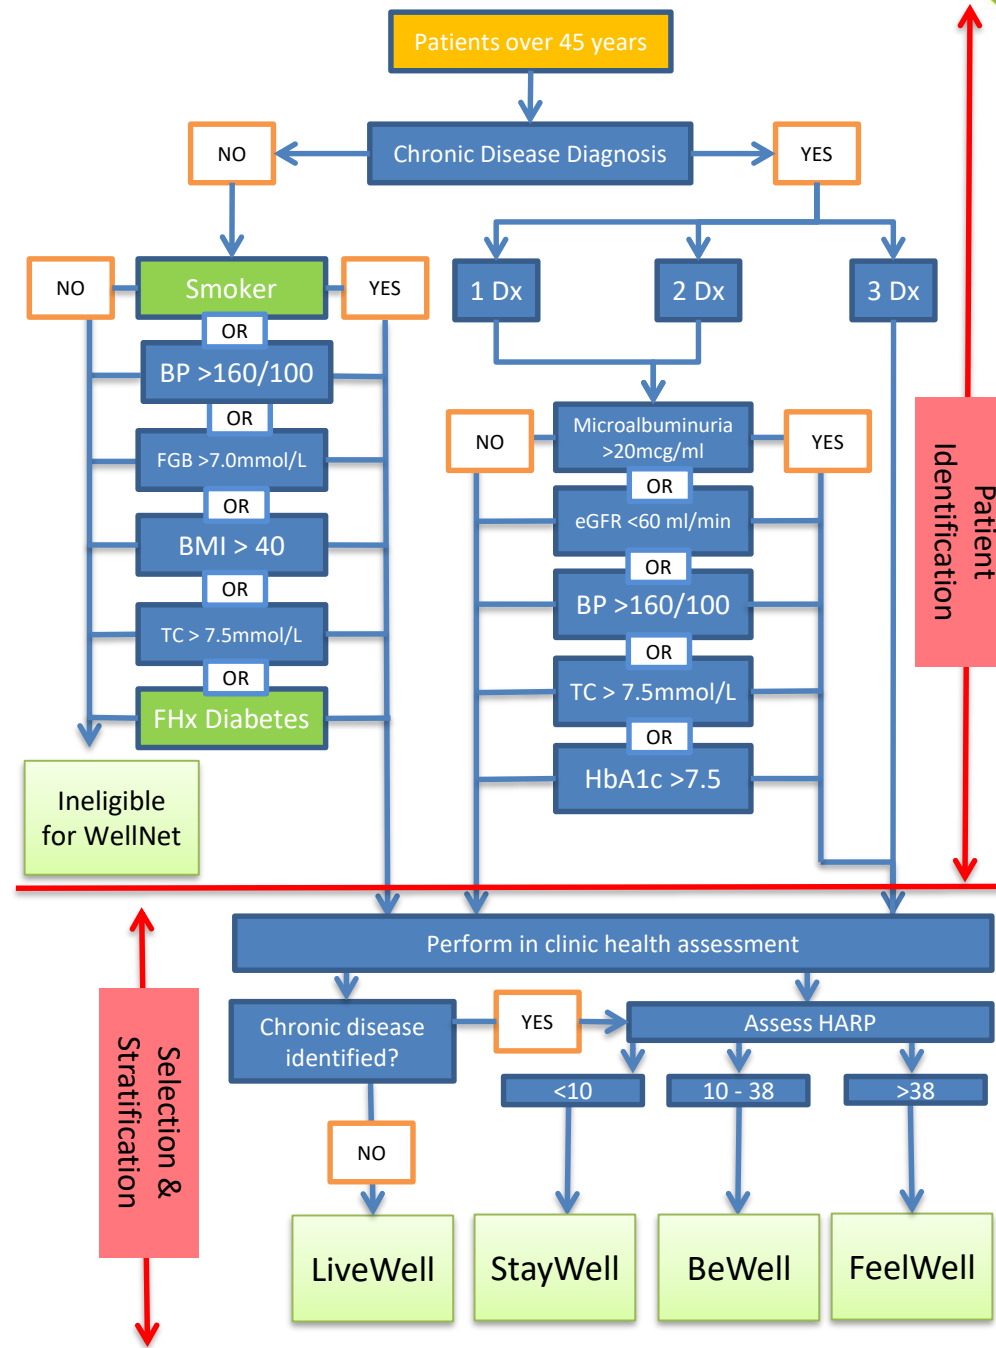 Patients over 45 years
NO
Chronic Disease Diagnosis
YES
NO
Smoker
YES
1 Dx
2 Dx
3 Dx
OR
BP >160/100
OR
FGB >7.0mmol/L
OR
BMI > 40
OR
TC > 7.5mmol/L
OR
FHx Diabetes
NO
Microalbuminuria
>20mcg/ml
YES
OR
eGFR <60 ml/min
OR
BP >160/100
OR
TC > 7.5mmol/L
OR
HbA1c >7.5
Patient
Identification
Ineligible
for WellNet
Perform in clinic health assessment
Chronic disease
identified?
YES
Assess HARP
<10
10 - 38
>38
NO
Selection &
Stratification
LiveWell
StayWell
BeWell
FeelWell